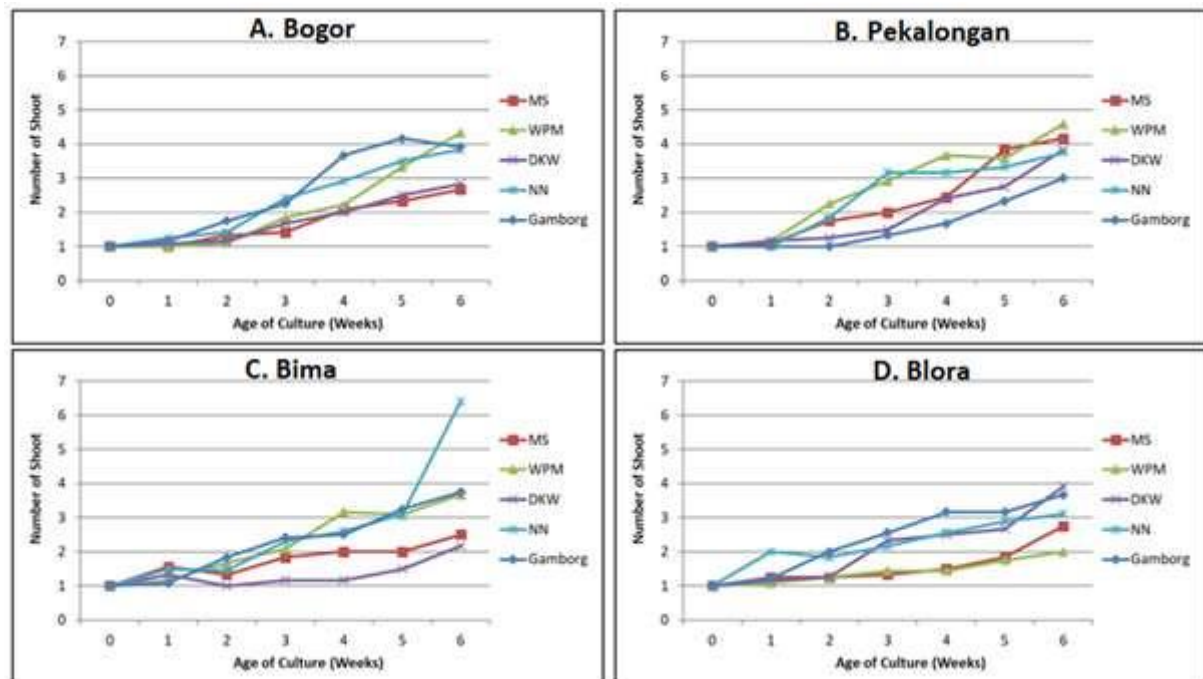 A. Bogor
7
6
5
4
3
2
1
0
Number of Shoot
0 1 2 3 4 5 6
Age of Culture (Weeks)
MS
WPM
DKW
NN
Gamborg
B. Pekalongan
7
6
5
4
3
2
1
0
Number of Shoot
0 1 2 3 4 5 6
Age of Culture (Weeks)
MS
WPM
DKW
NN
Gamborg
C. Bima
7
6
5
4
3
2
1
0
Number of Shoot
0 1 2 3 4 5 6
Age of Culture (Weeks)
MS
WPM
DKW
NN
Gamborg
D. Blora
7
6
5
4
3
2
1
0
Number of Shoot
0 1 2 3 4 5 6
Age of Culture (Weeks)
MS
WPM
DKW
NN
Gamborg